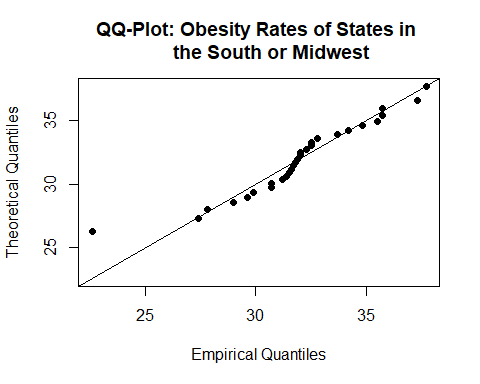 QQ-Plot: Obesity Rates of States in
the South or Midwest
Theoretical Quantiles
35
30
25
25
30
35
Empirical Quantiles